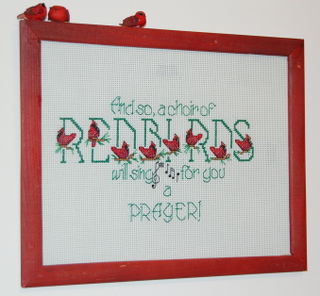 And so, a choir of
REDBIRDS
will sing for you
a
PRAYER!